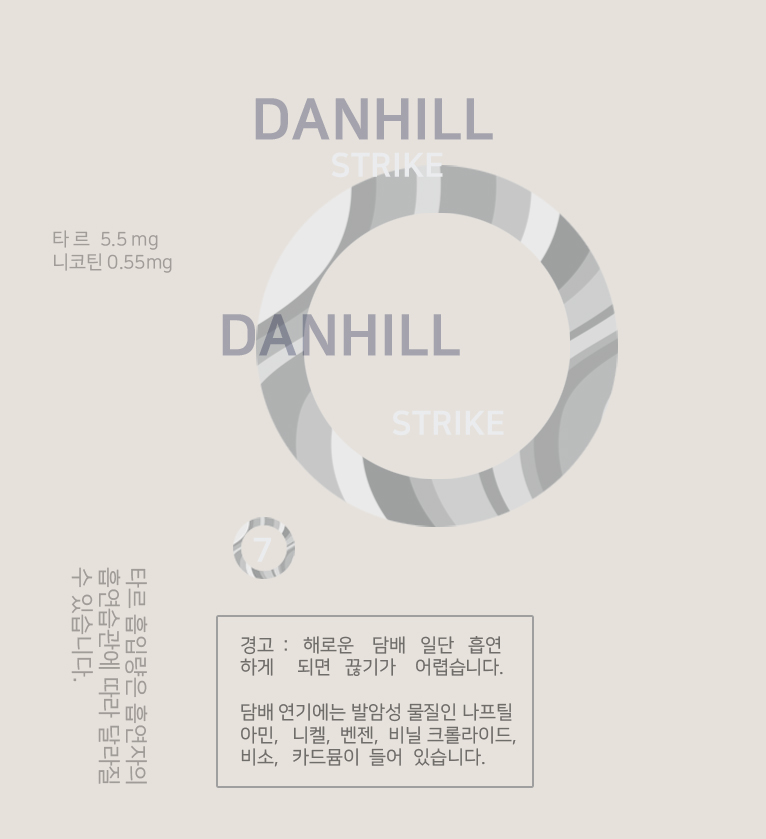 DANHILL
STRIKE
타르 5.5mg
니코틴 0.55mg
DANHILL
STRIKE
7
타르 흡입량은 흡연자의
흡연습관에 따라 달라질
수 있습니다.
경고 : 해로운 담배 일단 흡연
하게 되면 끊기가 어렵습니다.
담배 연기에는 발암성 물질인 나프틸
아민, 니켈, 벤젠, 비닐 크롤라이드,
비소, 카드뮴이 들어 있습니다.